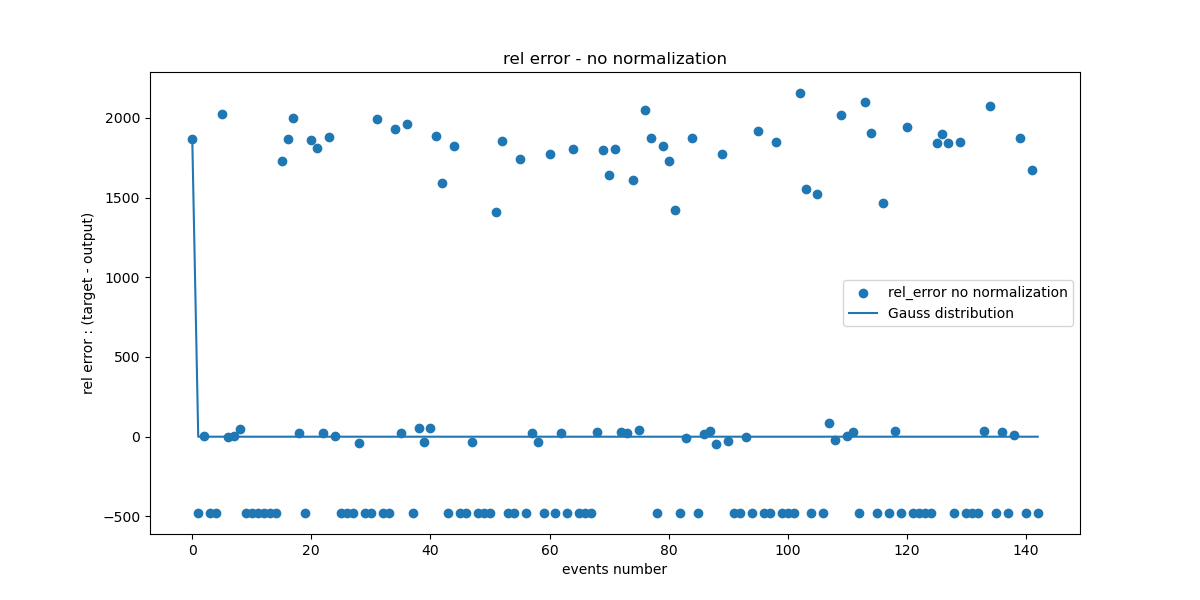 rel error - no normalization
rel error : (target - output)
2000
1500
1000
500
0
−500
rel_error no normalization
Gauss distribution
0 20 40 60 80 100 120 140
events number